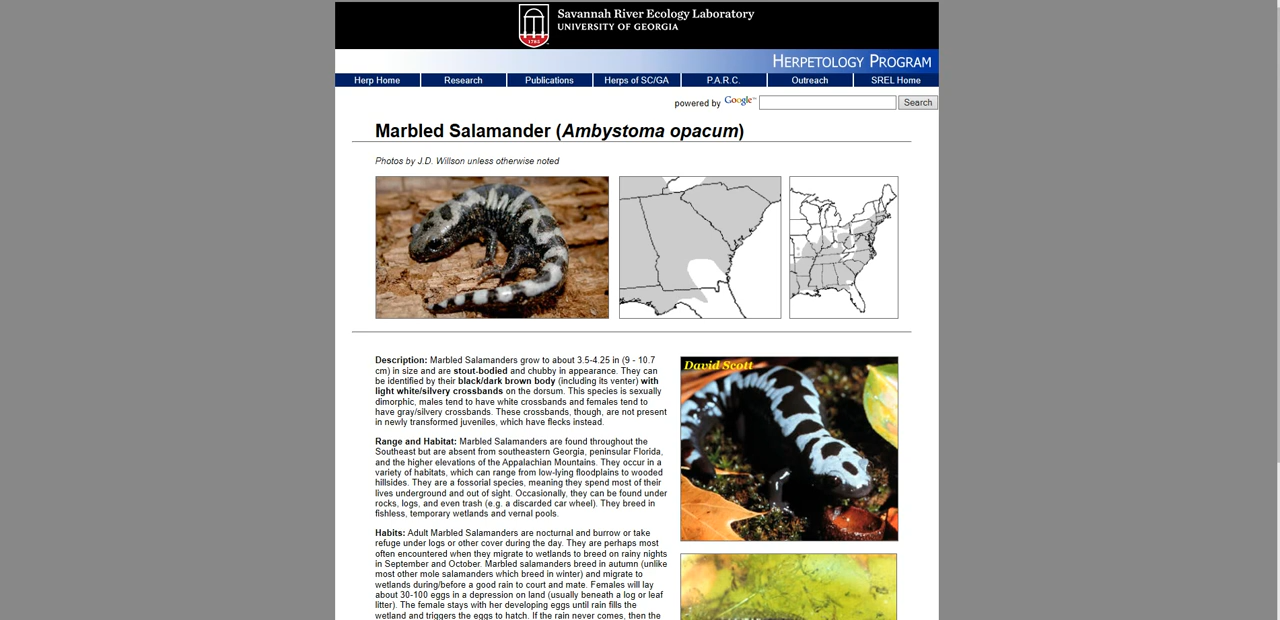 Savannah River Ecology Laboratory
UNIVERSITY OF GEORGIA
1785
HERPETOLOGY PROGRAM
Herp Home
Research
Publications
Herps of SC/GA
P.A.R.C.
Outreach
SREL Home
powered by Google™
Search
Marbled Salamander (Ambystoma opacum)
Photos by J.D. Willson unless otherwise noted
Description: Marbled Salamanders grow to about 3.5-4.25 in (9 - 10.7
cm) in size and are stout-bodied and chubby in appearance. They can
be identified by their black/dark brown body (including its venter) with
light white/silvery crossbands on the dorsum. This species is sexually
dimorphic, males tend to have white crossbands and females tend to
have gray/silvery crossbands. These crossbands, though, are not present
in newly transformed juveniles, which have flecks instead.
David Scott
Range and Habitat: Marbled Salamanders are found throughout the
Southeast but are absent from southeastern Georgia, peninsular Florida,
and the higher elevations of the Appalachian Mountains. They occur in a
variety of habitats, which can range from low-lying floodplains to wooded
hillsides. They are a fossorial species, meaning they spend most of their
lives underground and out of sight. Occasionally, they can be found under
rocks, logs, and even trash (e.g. a discarded car wheel). They breed in
fishless, temporary wetlands and vernal pools.
Habits: Adult Marbled Salamanders are nocturnal and burrow or take
refuge under logs or other cover during the day. They are perhaps most
often encountered when they migrate to wetlands to breed on rainy nights
in September and October. Marbled salamanders breed in autumn (unlike
most other mole salamanders which breed in winter) and migrate to
wetlands during/before a good rain to court and mate. Females will lay
about 30-100 eggs in a depression on land (usually beneath a log or leaf
litter). The female stays with her developing eggs until rain fills the
wetland and triggers the eggs to hatch. If the rain never comes, then the